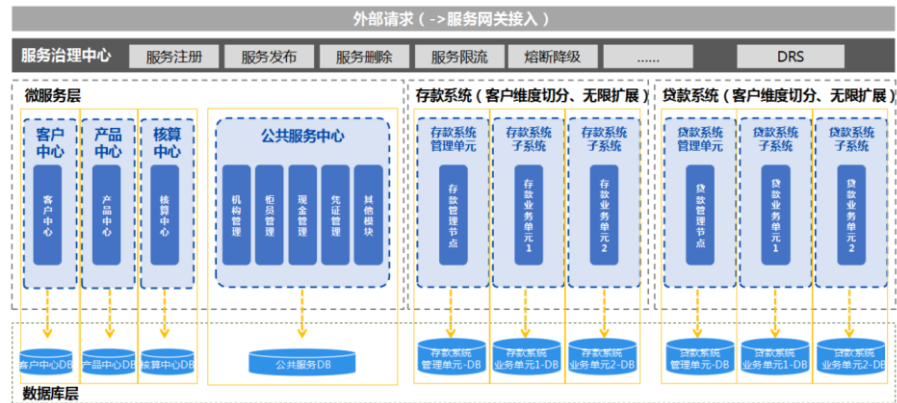 外部请求（->服务网关接入）
服务治理中心 服务注册 服务发布 服务删除 服务限流 熔断降级 …… DRS
微服务层
客户
中心
客户中心
产品
中心
产品中心
核算
中心
核算中心
公共服务中心
机构管理
柜员管理
现金管理
凭证管理
其他模块
存款系统（客户维度切分、无限扩展）
存款系统
管理单元
存款管理节点
存款系统
子系统
存款业务单元1
存款系统
子系统
存款业务单元2
贷款系统（客户维度切分、无限扩展）
贷款系统
管理单元
贷款管理节点
贷款系统
子系统
贷款业务单元1
贷款系统
子系统
贷款业务单元2
客户中心DB
产品中心DB
核算中心DB
公共服务DB
存款系统
管理单元-DB
存款系统
业务单元1-DB
存款系统
业务单元2-DB
贷款系统
管理单元-DB
贷款系统
业务单元1-DB
贷款系统
业务单元2-DB
数据库层